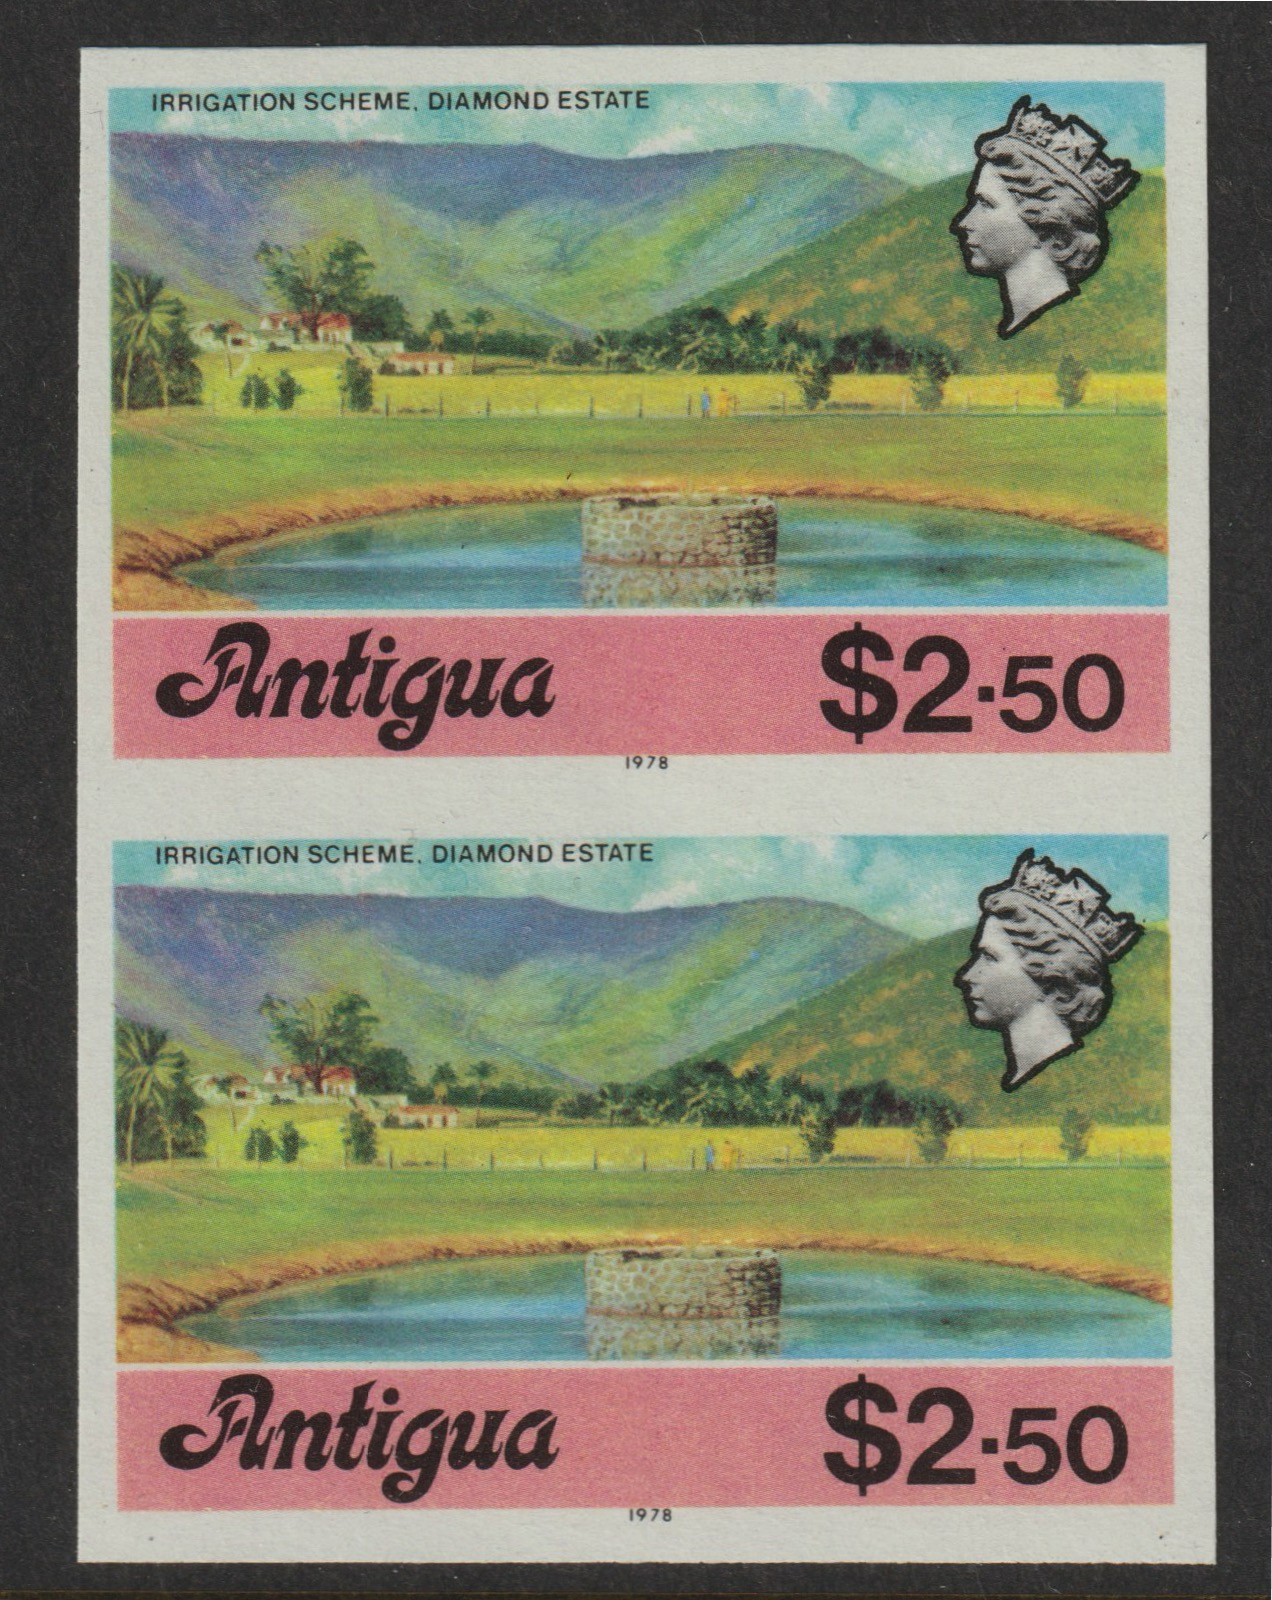 IRRIGATION SCHEME, DIAMOND ESTATE
Antigua $2·50
1978
IRRIGATION SCHEME, DIAMOND ESTATE
Antigua $2·50
1978